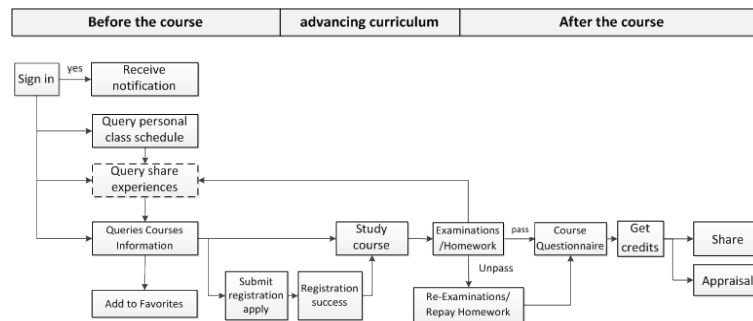 Before the course
advancing curriculum
After the course
Sign in
yes
Receive
notification
Query personal
class schedule
Query share
experiences
Queries Courses
Information
Add to Favorites
Submit
registration
apply
Registration
success
Study
course
Examinations
/Homework
pass
Unpass
Re-Examinations/
Repay Homework
Course
Questionnaire
Get
credits
Share
Appraisal